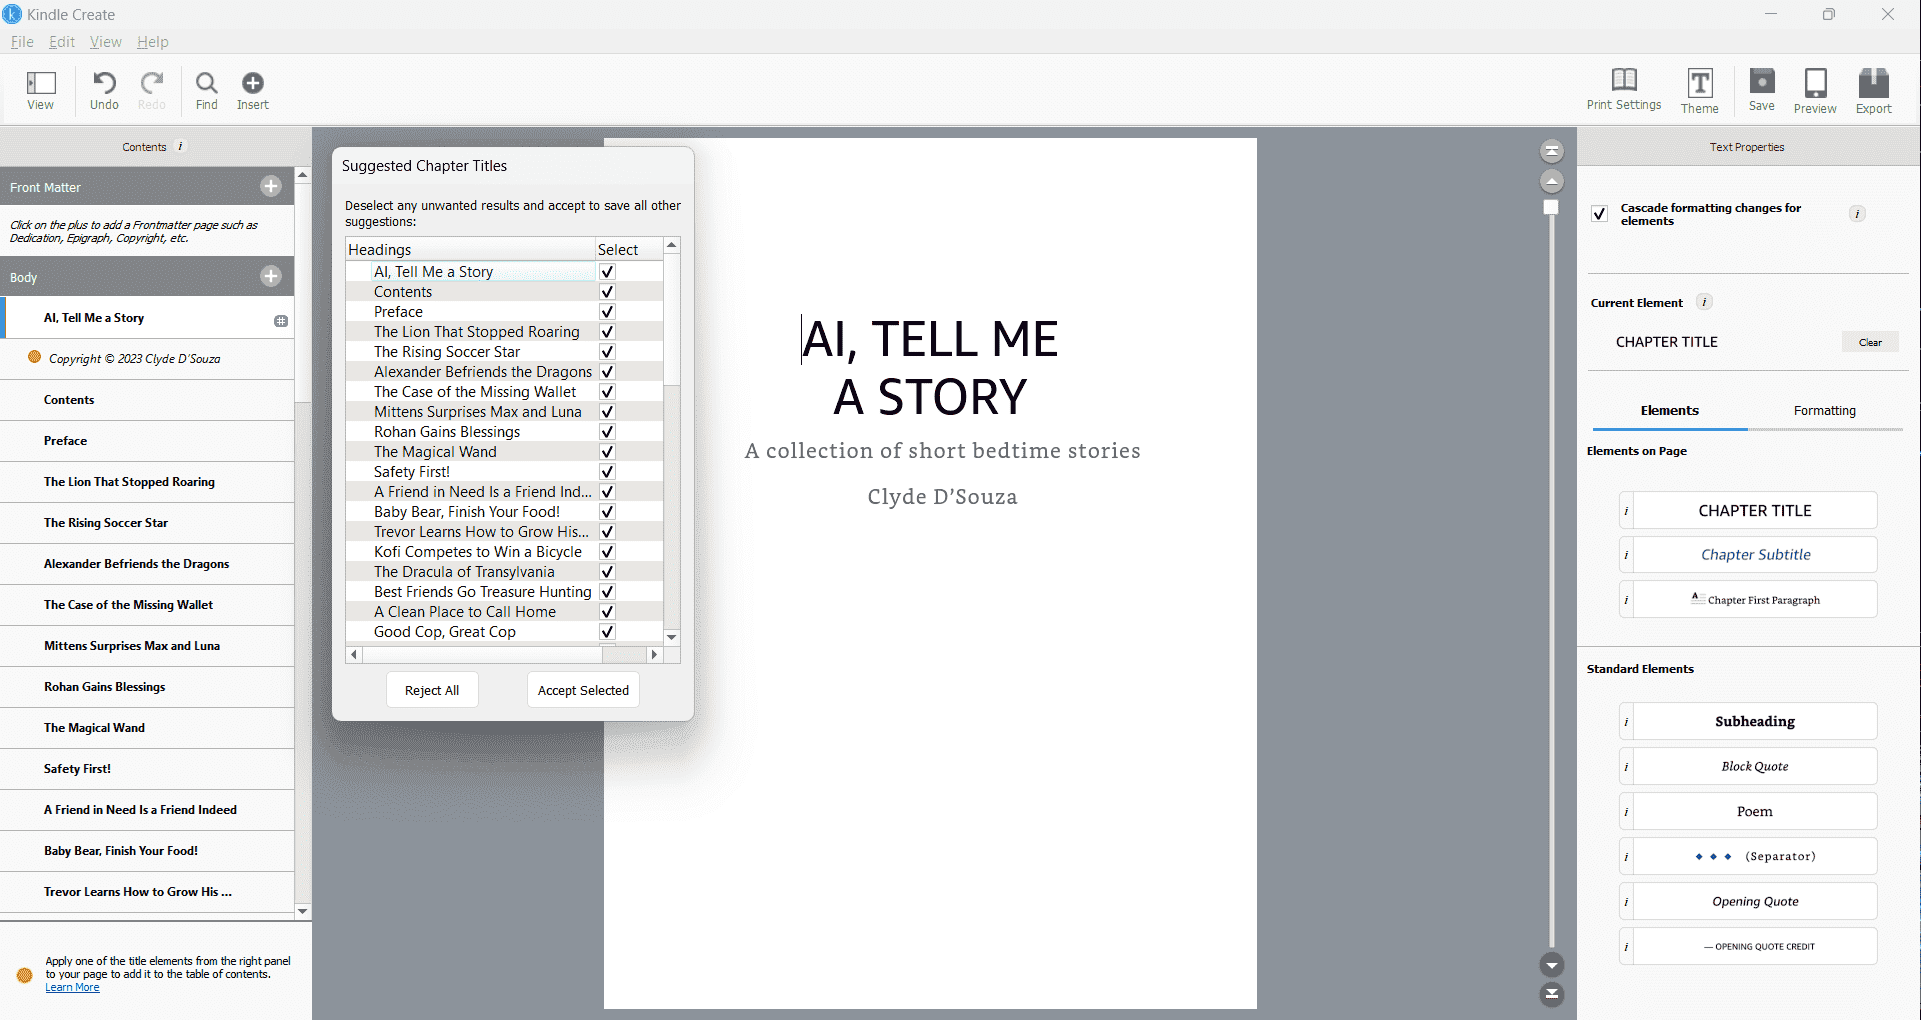 Kindle Create
File Edit View Help
View Undo Redo Find Insert
Print Settings Theme Save Preview Export
Contents i
Front Matter
Click on the plus to add a Frontmatter page such as
Dedication, Epigraph, Copyright, etc.
Body
AI, Tell Me a Story
Copyright © 2023 Clyde D'Souza
Contents
Preface
The Lion That Stopped Roaring
The Rising Soccer Star
Alexander Befriends the Dragons
The Case of the Missing Wallet
Mittens Surprises Max and Luna
Rohan Gains Blessings
The Magical Wand
Safety First!
A Friend in Need Is a Friend Indeed
Baby Bear, Finish Your Food!
Trevor Learns How to Grow His ...
Apply one of the title elements from the right panel
to your page to add it to the table of contents.
Learn More
Suggested Chapter Titles
Deselect any unwanted results and accept to save all other
suggestions:
Headings Select
AI, Tell Me a Story
Contents
Preface
The Lion That Stopped Roaring
The Rising Soccer Star
Alexander Befriends the Dragons
The Case of the Missing Wallet
Mittens Surprises Max and Luna
Rohan Gains Blessings
The Magical Wand
Safety First!
A Friend in Need Is a Friend Ind...
Baby Bear, Finish Your Food!
Trevor Learns How to Grow His...
Kofi Competes to Win a Bicycle
The Dracula of Transylvania
Best Friends Go Treasure Hunting
A Clean Place to Call Home
Good Cop, Great Cop
Reject All Accept Selected
AI, TELL ME
A STORY
A collection of short bedtime stories
Clyde D'Souza
Text Properties
Cascade formatting changes for
elements
i
Current Element i
CHAPTER TITLE Clear
Elements Formatting
Elements on Page
i CHAPTER TITLE
i Chapter Subtitle
i A Chapter First Paragraph
Standard Elements
i Subheading
i Block Quote
i Poem
i (Separator)
i Opening Quote
i — OPENING QUOTE CREDIT